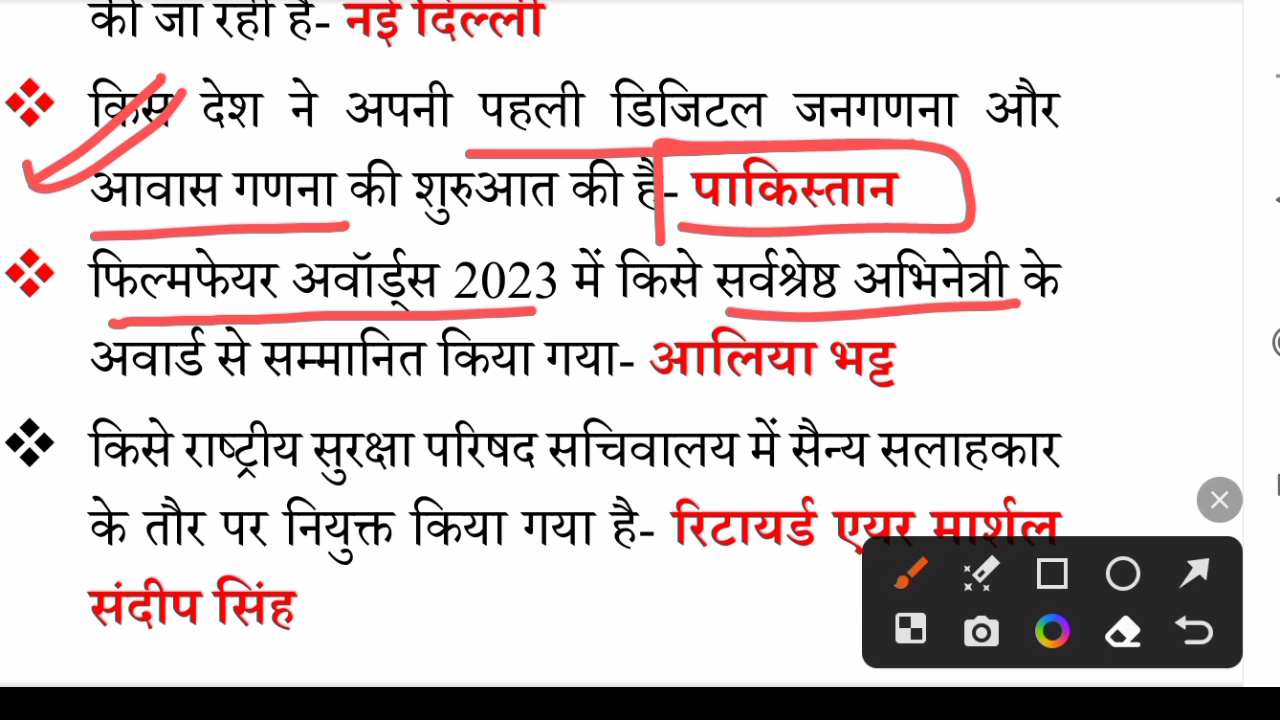 की जा रही है- नई दिल्ली
किस देश ने अपनी पहली डिजिटल जनगणना और
आवास गणना की शुरुआत की है- पाकिस्तान
फिल्मफेयर अवॉर्ड्स 2023 में किसे सर्वश्रेष्ठ अभिनेत्री के
अवार्ड से सम्मानित किया गया- आलिया भट्ट
किसे राष्ट्रीय सुरक्षा परिषद सचिवालय में सैन्य सलाहकार
के तौर पर नियुक्त किया गया है- रिटायर्ड एयर मार्शल
संदीप सिंह